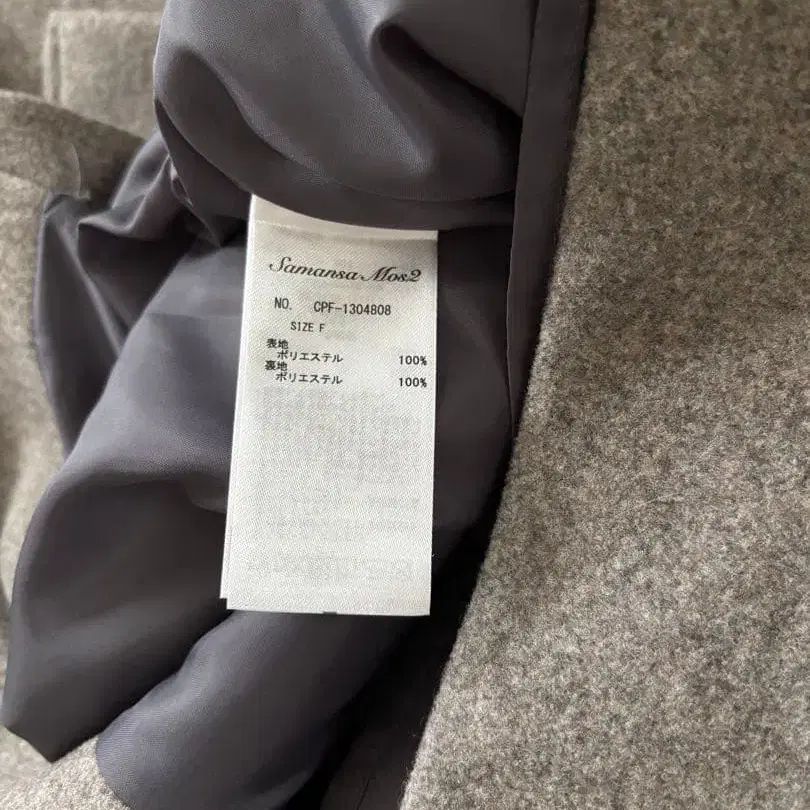 Samansa Mos2
NO. CPF-1304808
SIZE F
表地
ポリエステル 100%
裏地
ポリエステル 100%